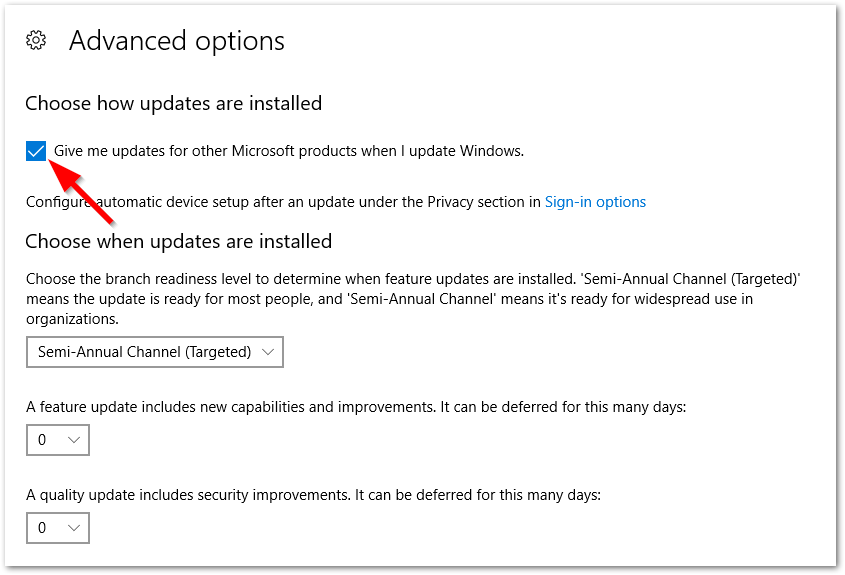 Advanced options
Choose how updates are installed
Give me updates for other Microsoft products when I update Windows.
Configure automatic device setup after an update under the Privacy section in Sign-in options
Choose when updates are installed
Choose the branch readiness level to determine when feature updates are installed. 'Semi-Annual Channel (Targeted)'
means the update is ready for most people, and 'Semi-Annual Channel' means it's ready for widespread use in
organizations.
Semi-Annual Channel (Targeted)
A feature update includes new capabilities and improvements. It can be deferred for this many days:
0
A quality update includes security improvements. It can be deferred for this many days:
0